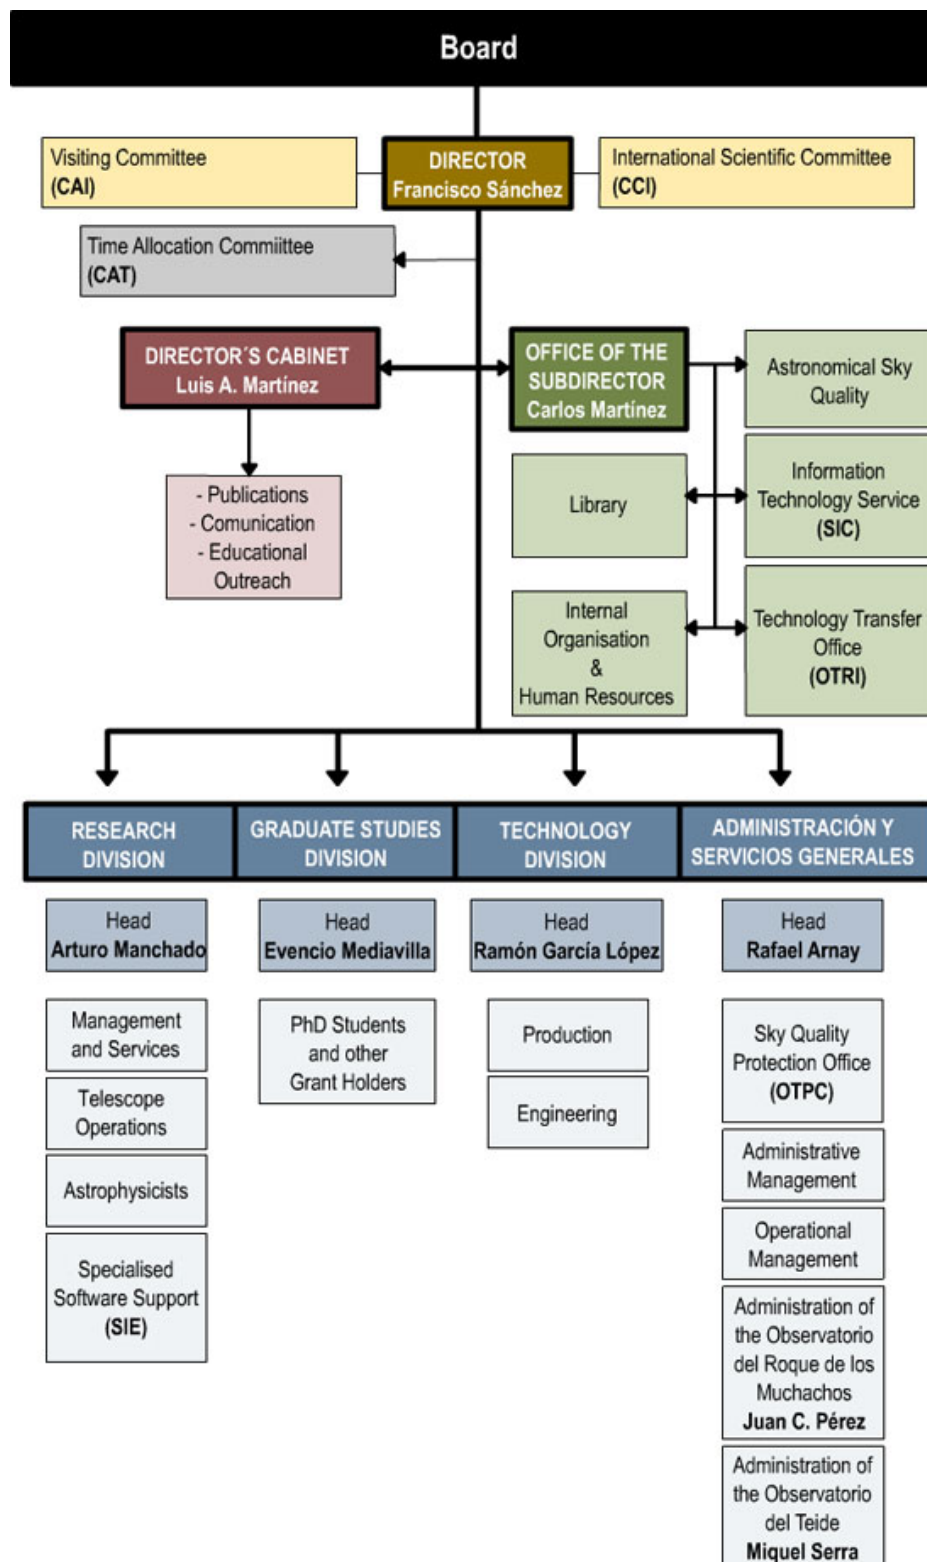 Board
Visiting Committee
(CAI)
DIRECTOR
Francisco Sánchez
International Scientific Committee
(CCI)
Time Allocation Commiittee
(CAT)
DIRECTOR´S CABINET
Luis A. Martínez
OFFICE OF THE
SUBDIRECTOR
Carlos Martínez
Astronomical Sky
Quality
- Publications
- Comunication
- Educational
Outreach
Library
Information
Technology Service
(SIC)
Internal
Organisation
&
Human Resources
Technology Transfer
Office
(OTRI)
RESEARCH
DIVISION
GRADUATE STUDIES
DIVISION
TECHNOLOGY
DIVISION
ADMINISTRACIÓN Y
SERVICIOS GENERALES
Head
Arturo Manchado
Head
Evencio Mediavilla
Head
Ramón García López
Head
Rafael Arnay
Management
and Services
Telescope
Operations
Astrophysicists
Specialised
Software Support
(SIE)
PhD Students
and other
Grant Holders
Production
Engineering
Sky Quality
Protection Office
(OTPC)
Administrative
Management
Operational
Management
Administration of
the Observatorio
del Roque de los
Muchachos
Juan C. Pérez
Administration of
the Observatorio
del Teide
Miquel Serra